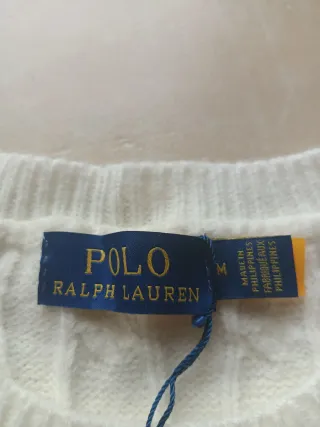 POLO
RALPH LAUREN
M
MADE IN
PHILIPPINES
FABRIQUÉ AUX
PHILIPPINES